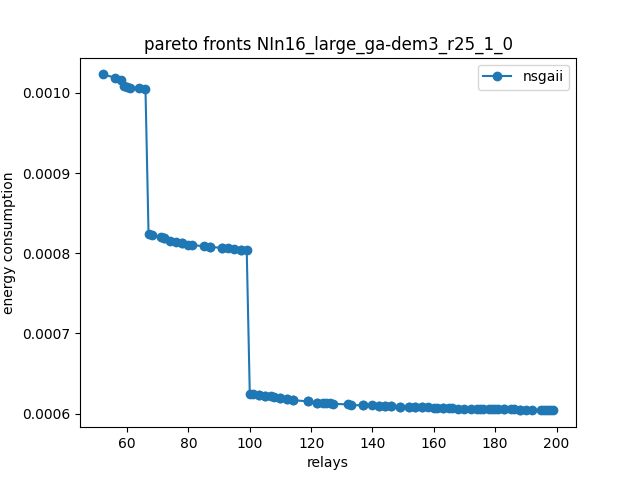 pareto fronts NIn16_large_ga-dem3_r25_1_0
nsgaii
energy consumption
0.0010
0.0009
0.0008
0.0007
0.0006
60 80 100 120 140 160 180 200
relays